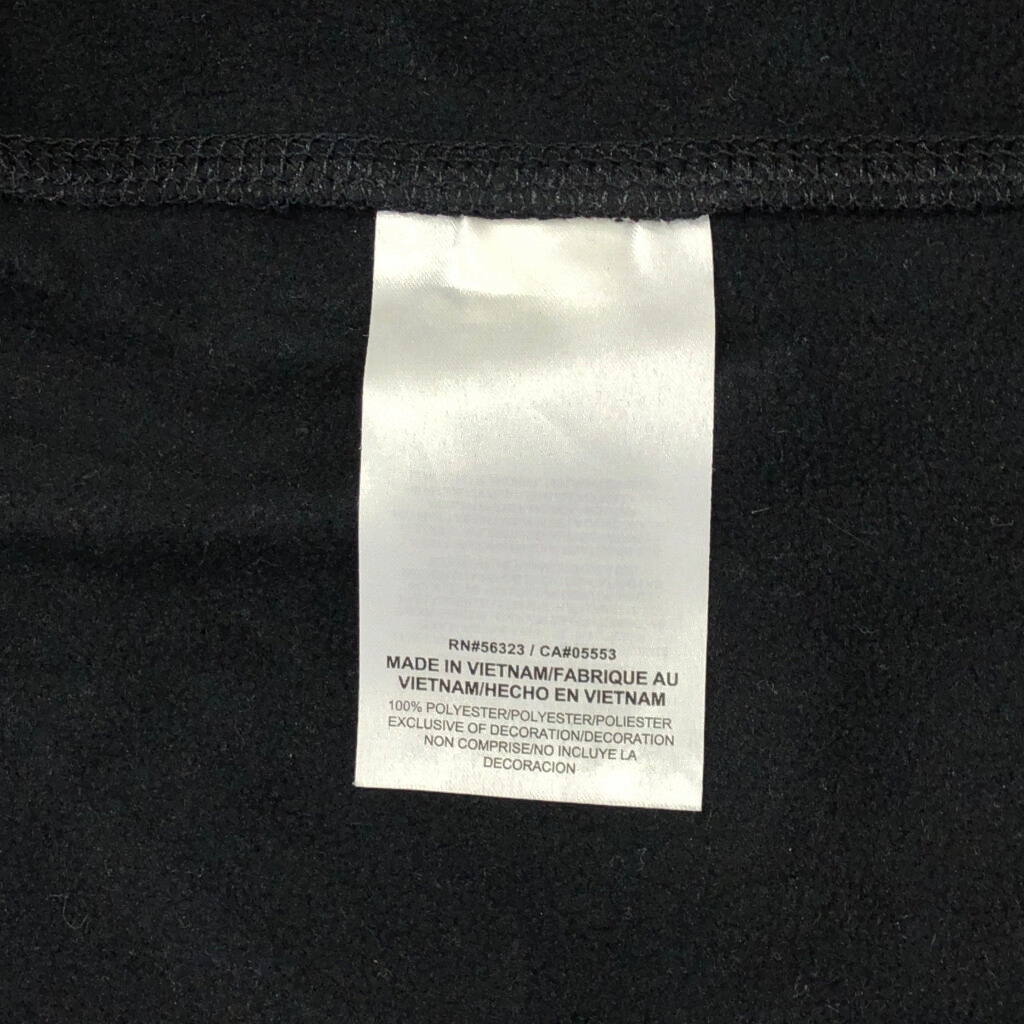 RN#56323 / CA#05553
MADE IN VIETNAM/FABRIQUE AU
VIETNAM/HECHO EN VIETNAM
100% POLYESTER/POLYESTER/POLIESTER
EXCLUSIVE OF DECORATION/DECORATION
NON COMPRISE/NO INCLUYE LA
DECORACION